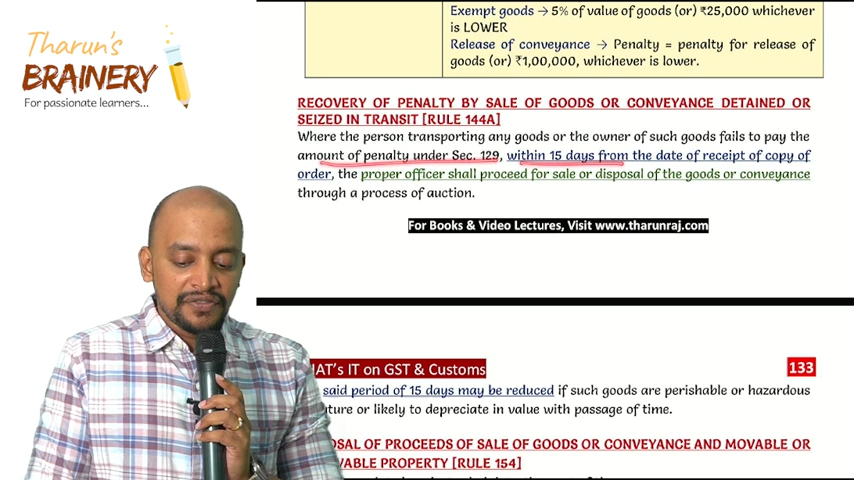 Tharun's
BRAINERY
For passionate learners...
Exempt goods → 5% of value of goods (or) ₹25,000 whichever
is LOWER
Release of conveyance → Penalty = penalty for release of
goods (or) ₹1,00,000, whichever is lower.
RECOVERY OF PENALTY BY SALE OF GOODS OR CONVEYANCE DETAINED OR
SEIZED IN TRANSIT [RULE 144A]
Where the person transporting any goods or the owner of such goods fails to pay the
amount of penalty under Sec. 129, within 15 days from the date of receipt of copy of
order, the proper officer shall proceed for sale or disposal of the goods or conveyance
through a process of auction.
For Books & Video Lectures, Visit www.tharunraj.com
IT on GST & Customs
133
said period of 15 days may be reduced if such goods are perishable or hazardous
or likely to depreciate in value with passage of time.
OF PROCEEDS OF SALE OF GOODS OR CONVEYANCE AND MOVABLE OR
PROPERTY [RULE 154]